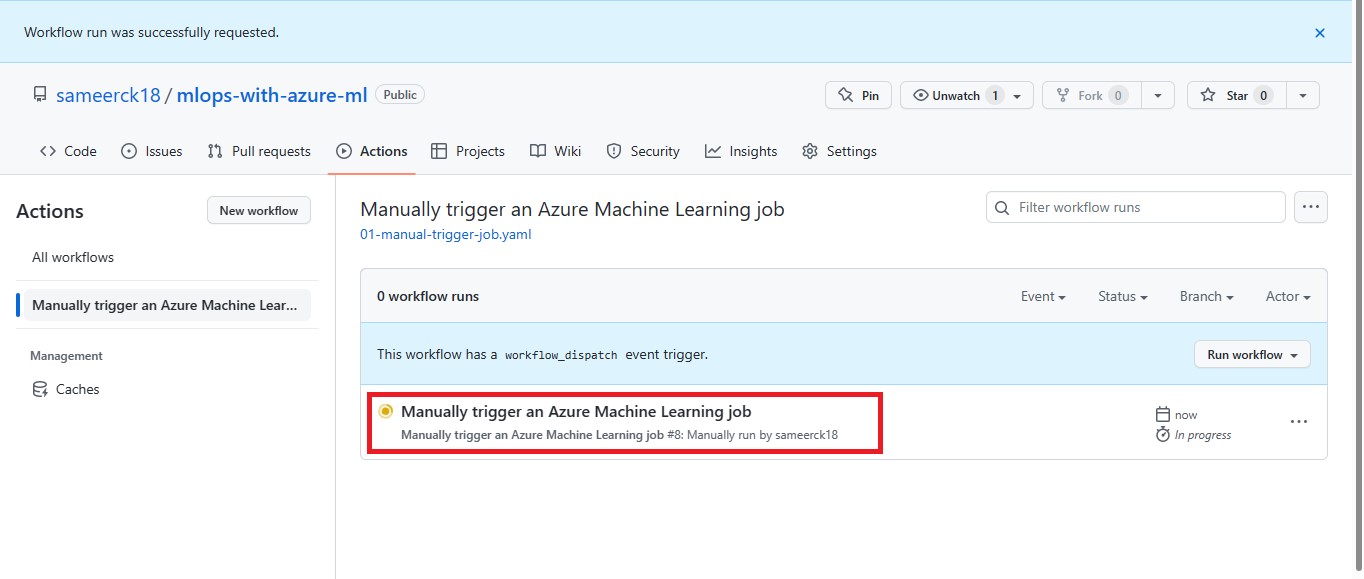 Workflow run was successfully requested.
sameerck18 / mlops-with-azure-ml Public
Pin
Unwatch 1
Fork 0
Star 0
Code Issues Pull requests Actions Projects Wiki Security Insights Settings
Actions
New workflow
All workflows
Manually trigger an Azure Machine Lear...
Management
Caches
Manually trigger an Azure Machine Learning job
01-manual-trigger-job.yaml
Filter workflow runs
0 workflow runs
Event Status Branch Actor
This workflow has a workflow_dispatch event trigger.
Run workflow
Manually trigger an Azure Machine Learning job
Manually trigger an Azure Machine Learning job #8: Manually run by sameerck18
now
In progress